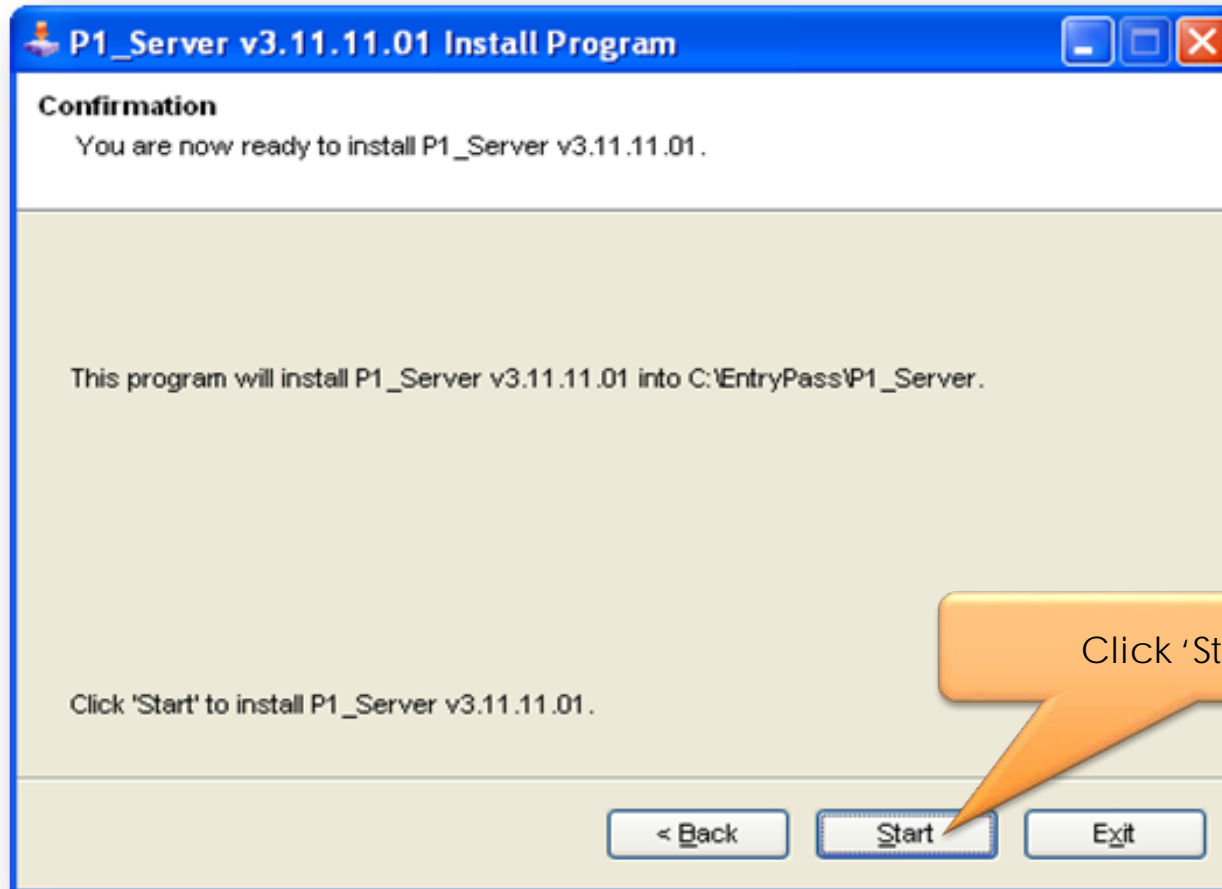 P1_Server v3.11.11.01 Install Program
Confirmation
You are now ready to install P1_Server v3.11.11.01.
This program will install P1_Server v3.11.11.01 into C:\EntryPass\P1_Server.
Click 'St
Click 'Start' to install P1_Server v3.11.11.01.
< Back Start Exit